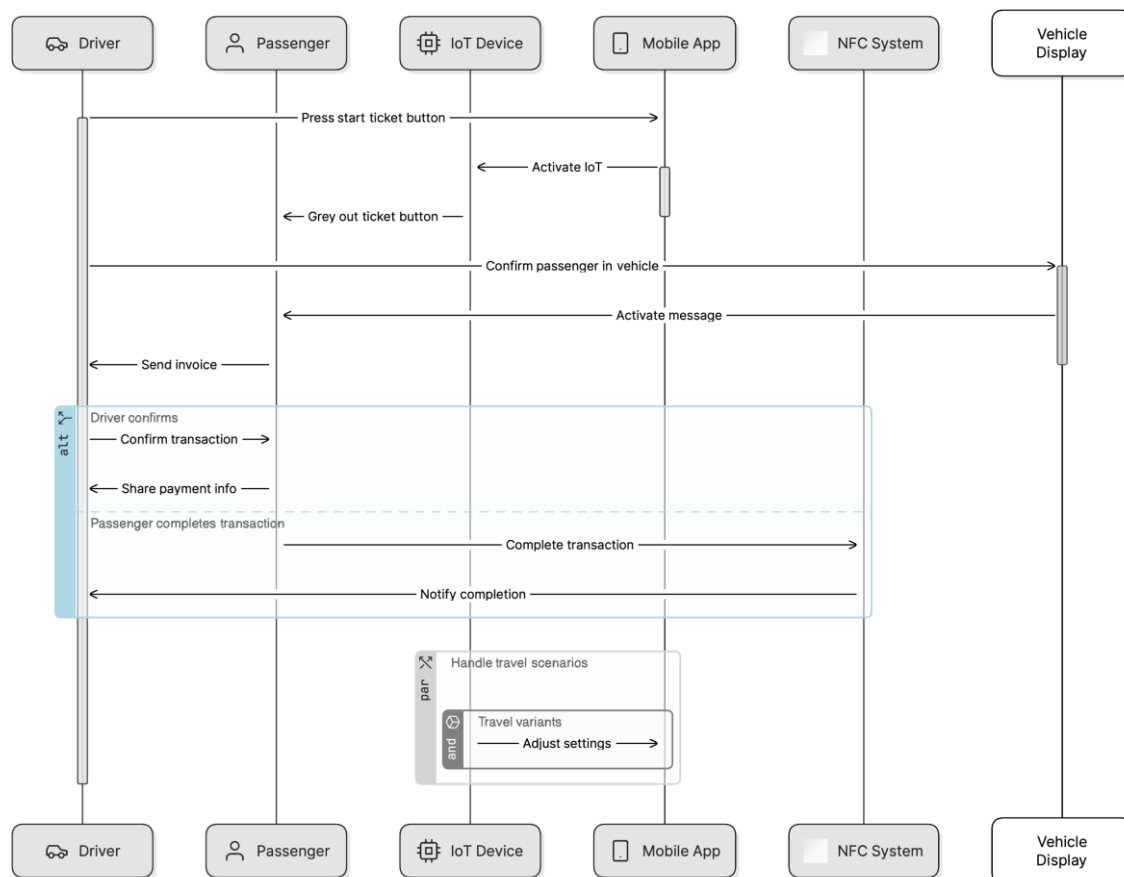 Driver
Passenger
IoT Device
Mobile App
NFC System
Vehicle
Display
Press start ticket button
Activate IoT
Grey out ticket button
Confirm passenger in vehicle
Activate message
Send invoice
alt
Driver confirms
Confirm transaction
Share payment info
Passenger completes transaction
Complete transaction
Notify completion
par
Handle travel scenarios
and
Travel variants
Adjust settings
Driver
Passenger
IoT Device
Mobile App
NFC System
Vehicle
Display